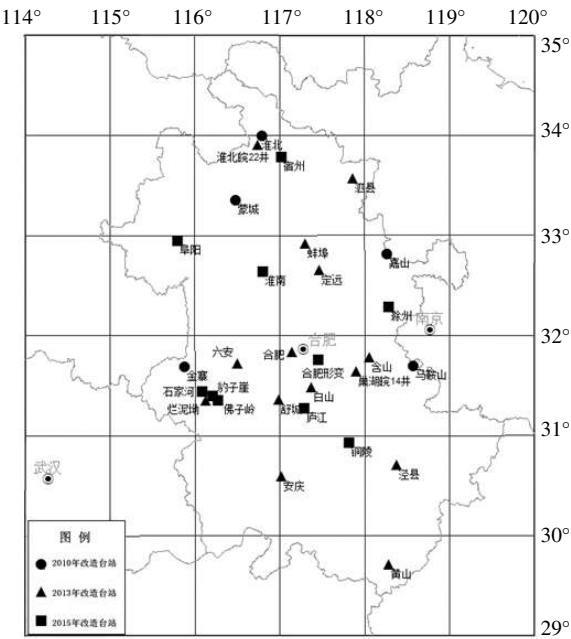 114° 115° 116° 117° 118° 119° 120°
35°
34°
淮北
淮北皖22井
宿州
泗县
蒙城
33°
阜阳
蚌埠
嘉山
淮南
定远
滁州
南京
32°
合肥
六安
合肥
含山
金寨
合肥形变
巢湖皖14井
马鞍山
石家河
豹子崖
白山
烂泥坳
佛子岭
舒城
庐江
31°
铜陵
武汉
泾县
安庆
图 例
30°
2010年改造台站
黄山
2013年改造台站
2015年改造台站
29°